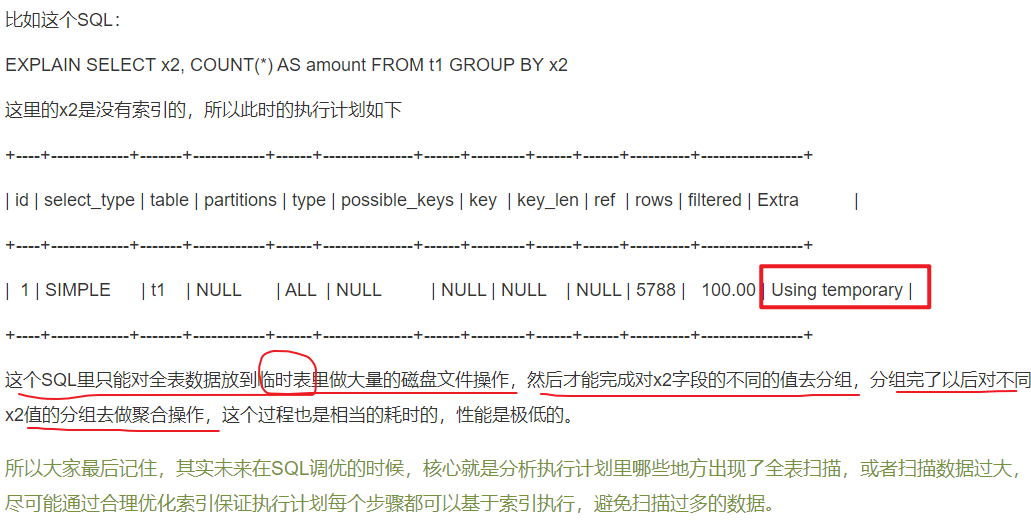 比如这个SQL：
EXPLAIN SELECT x2, COUNT(*) AS amount FROM t1 GROUP BY x2
这里的x2是没有索引的，所以此时的执行计划如下
+----+-------------+-------+------------+------+---------------+------+---------+------+------+----------+-----------------+
| id | select_type | table | partitions | type | possible_keys | key | key_len | ref | rows | filtered | Extra |
+----+-------------+-------+------------+------+---------------+------+---------+------+------+----------+-----------------+
| 1 | SIMPLE | t1 | NULL | ALL | NULL | NULL | NULL | NULL | 5788 | 100.00 | Using temporary |
+----+-------------+-------+------------+------+---------------+------+---------+------+------+----------+-----------------+
这个SQL里只能对全表数据放到临时表里做大量的磁盘文件操作，然后才能完成对x2字段的不同的值去分组，分组完了以后对不同
x2值的分组去做聚合操作，这个过程也是相当的耗时的，性能是极低的。
所以大家最后记住，其实未来在SQL调优的时候，核心就是分析执行计划里哪些地方出现了全表扫描，或者扫描数据过大，
尽可能通过合理优化索引保证执行计划每个步骤都可以基于索引执行，避免扫描过多的数据。